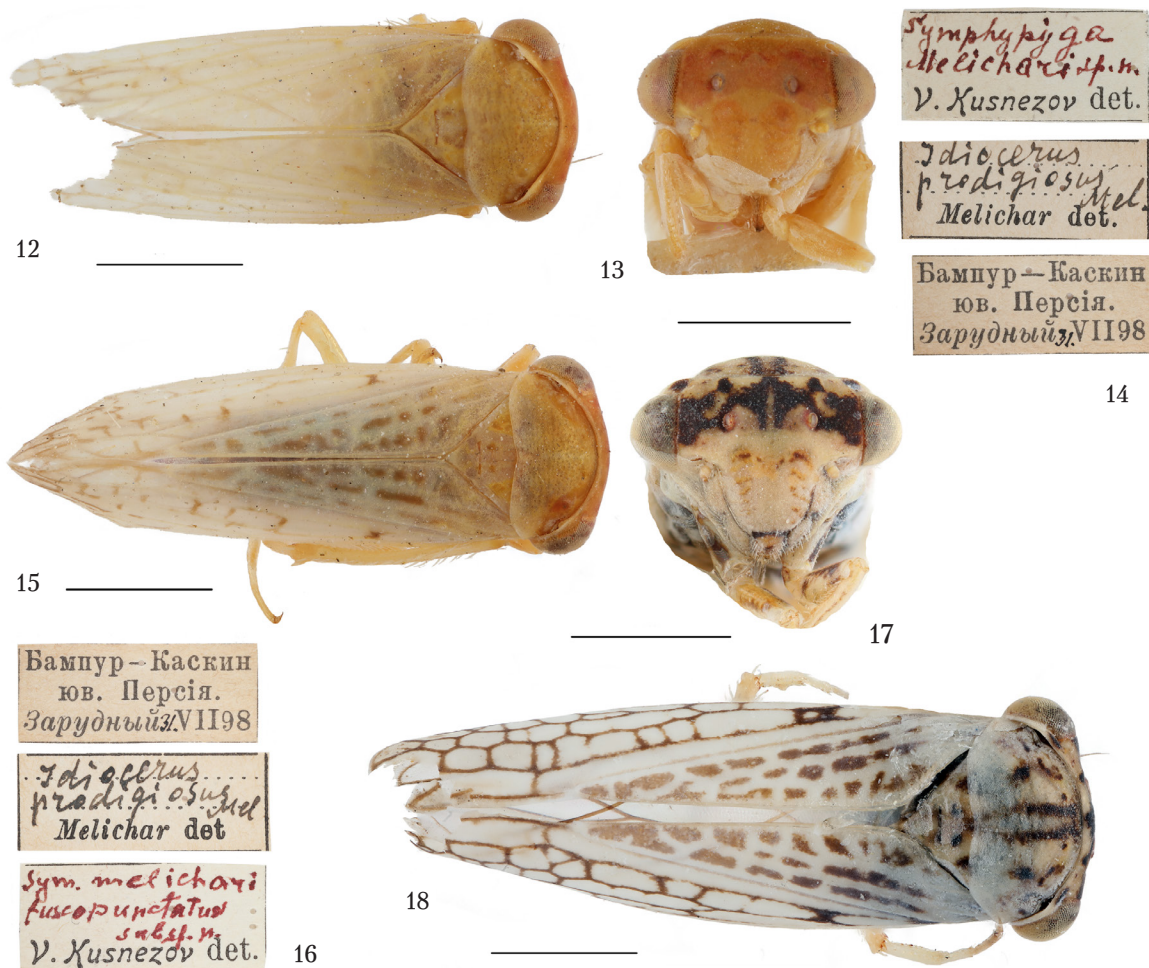 12
13
Symphypyga
Melichari sp. n.
V. Kusnezov det.
Idiocerus
prodigiosus
Mel.
Melichar det.
Бампур—Каскин
юв. Персія.
Зарудный 31.VII98
14
15
17
Бампур—Каскин
юв. Персія.
Зарудный 31.VII98
Idiocerus
prodigiosus Mel
Melichar det
Sym. melichari
fuscopunctatus
subsp. n.
V. Kusnezov det.
16
18